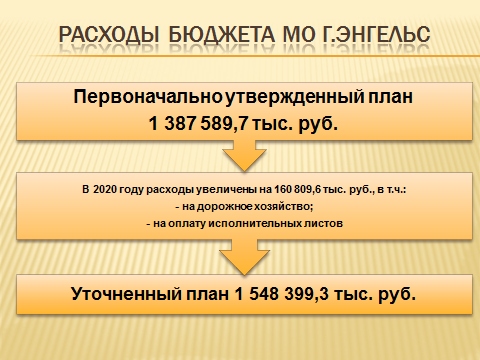 РАСХОДЫ БЮДЖЕТА МО Г.ЭНГЕЛЬС
Первоначально утвержденный план
1 387 589,7 тыс. руб.
В 2020 году расходы увеличены на 160 809,6 тыс. руб., в т.ч.:
- на дорожное хозяйство;
- на оплату исполнительных листов
Уточненный план 1 548 399,3 тыс. руб.